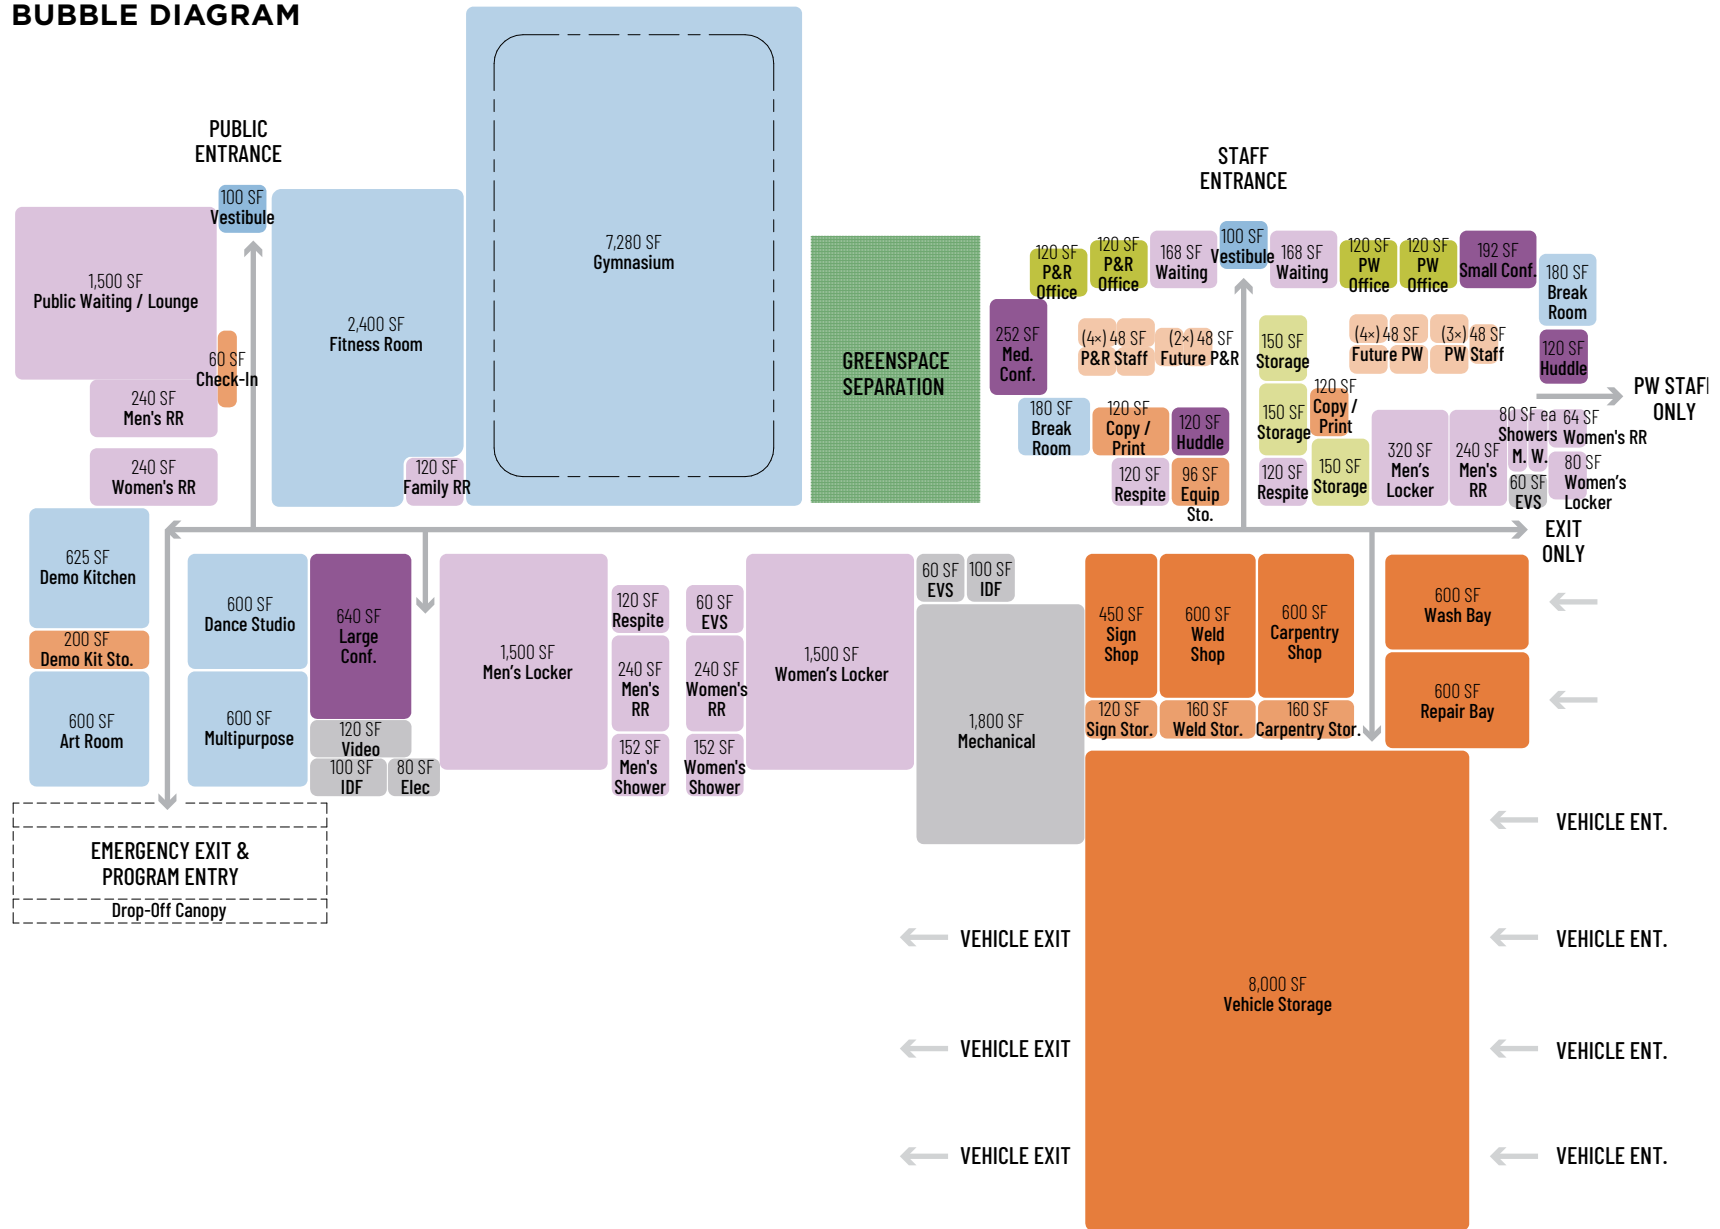 BUBBLE DIAGRAM
PUBLIC
ENTRANCE
100 SF
Vestibule
1,500 SF
Public Waiting / Lounge
60 SF
Check-In
240 SF
Men's RR
240 SF
Women's RR
2,400 SF
Fitness Room
120 SF
Family RR
7,280 SF
Gymnasium
GREENSPACE
SEPARATION
STAFF
ENTRANCE
120 SF
P&R
Office
120 SF
P&R
Office
168 SF
Waiting
100 SF
Vestibule
168 SF
Waiting
120 SF
PW
Office
120 SF
PW
Office
192 SF
Small Conf.
180 SF
Break
Room
252 SF
Med.
Conf.
(4×) 48 SF
P&R Staff
(2×) 48 SF
Future P&R
150 SF
Storage
(4×) 48 SF
Future PW
(3×) 48 SF
PW Staff
120 SF
Huddle
180 SF
Break
Room
120 SF
Copy /
Print
120 SF
Huddle
150 SF
Storage
120 SF
Copy /
Print
PW STAF
ONLY
120 SF
Respite
96 SF
Equip
Sto.
120 SF
Respite
150 SF
Storage
320 SF
Men's
Locker
240 SF
Men's
RR
80 SF ea
Showers
M. W.
64 SF
Women's RR
60 SF
EVS
80 SF
Women's
Locker
EXIT
ONLY
625 SF
Demo Kitchen
200 SF
Demo Kit Sto.
600 SF
Art Room
600 SF
Dance Studio
600 SF
Multipurpose
640 SF
Large
Conf.
120 SF
Video
100 SF
IDF
80 SF
Elec
1,500 SF
Men's Locker
120 SF
Respite
240 SF
Men's
RR
152 SF
Men's
Shower
60 SF
EVS
240 SF
Women's
RR
152 SF
Women's
Shower
1,500 SF
Women's Locker
60 SF
EVS
100 SF
IDF
1,800 SF
Mechanical
450 SF
Sign
Shop
600 SF
Weld
Shop
600 SF
Carpentry
Shop
120 SF
Sign Stor.
160 SF
Weld Stor.
160 SF
Carpentry Stor.
600 SF
Wash Bay
600 SF
Repair Bay
EMERGENCY EXIT &
PROGRAM ENTRY
Drop-Off Canopy
8,000 SF
Vehicle Storage
VEHICLE ENT.
VEHICLE EXIT
VEHICLE ENT.
VEHICLE EXIT
VEHICLE ENT.
VEHICLE EXIT
VEHICLE ENT.